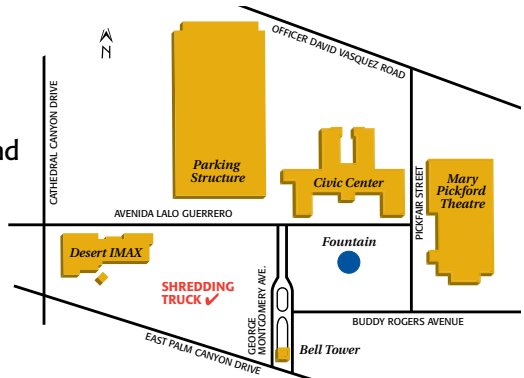 OFFICER DAVID VASQUEZ ROAD
N
CATHEDRAL CANYON DRIVE
nd
Parking
Structure
Civic Center
PICKFAIR STREET
Mary
Pickford
Theatre
AVENIDA LALO GUERRERO
Desert IMAX
Fountain
SHREDDING
TRUCK ✔
GEORGE
MONTGOMERY AVE.
BUDDY ROGERS AVENUE
EAST PALM CANYON DRIVE
Bell Tower